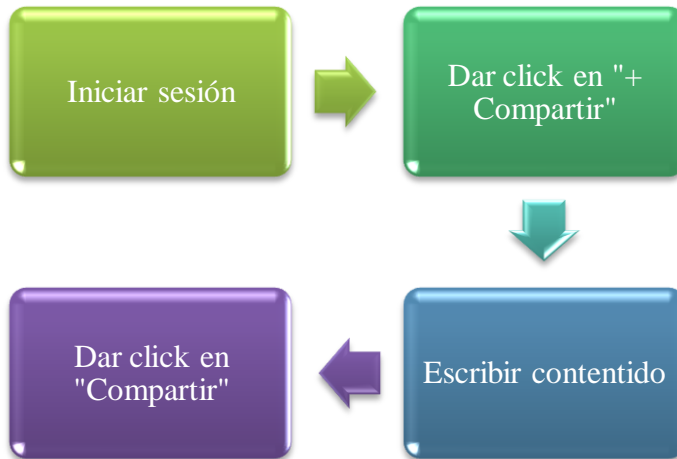 Iniciar sesión
Dar click en "+
Compartir"
Escribir contentido
Dar click en
"Compartir"